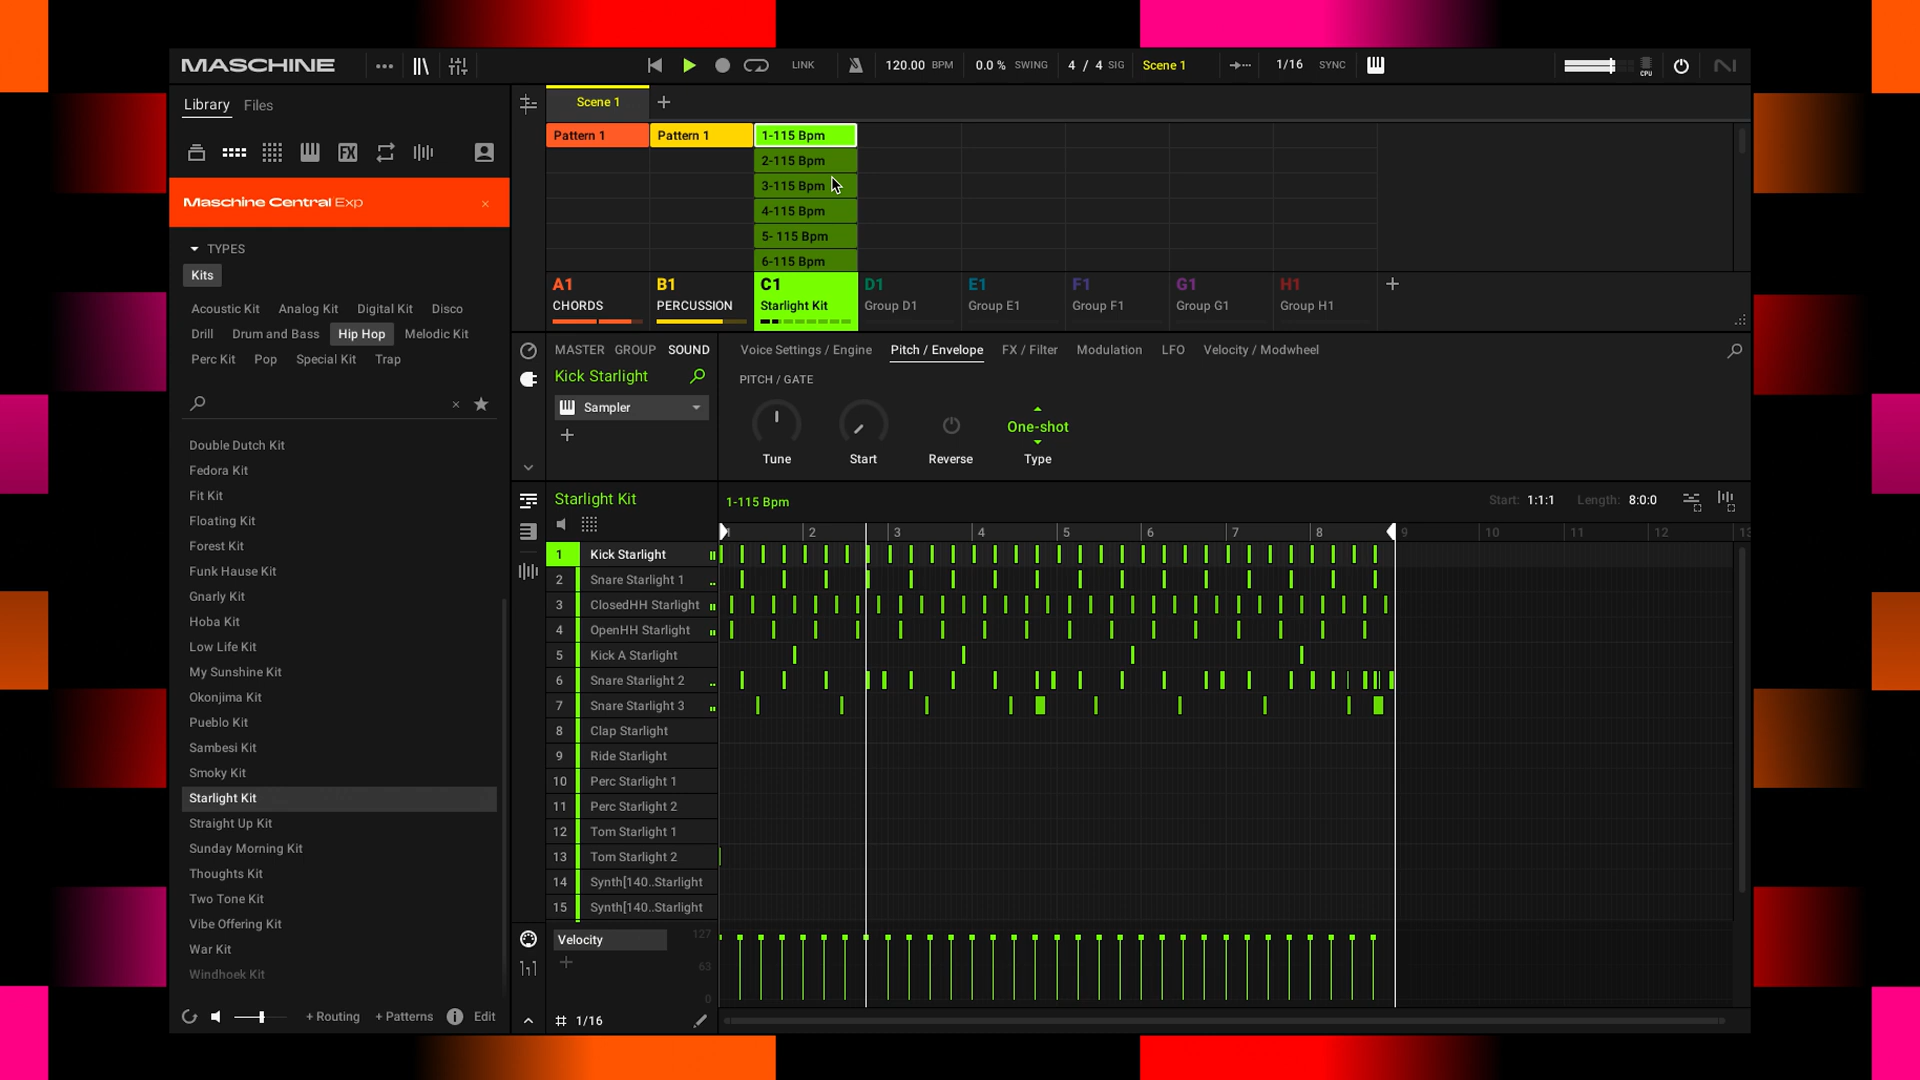 MASCHINE
LINK
120.00 BPM
0.0 % SWING
4 / 4 SIG
Scene 1
1/16 SYNC
CPU
Library Files
FX
Maschine Central Exp
TYPES
Kits
Acoustic Kit Analog Kit Digital Kit Disco
Drill Drum and Bass Hip Hop Melodic Kit
Perc Kit Pop Special Kit Trap
Double Dutch Kit
Fedora Kit
Fit Kit
Floating Kit
Forest Kit
Funk Hause Kit
Gnarly Kit
Hoba Kit
Low Life Kit
My Sunshine Kit
Okonjima Kit
Pueblo Kit
Sambesi Kit
Smoky Kit
Starlight Kit
Straight Up Kit
Sunday Morning Kit
Thoughts Kit
Two Tone Kit
Vibe Offering Kit
War Kit
Windhoek Kit
+ Routing + Patterns Edit
Scene 1 +
Pattern 1 Pattern 1 1-115 Bpm
2-115 Bpm
3-115 Bpm
4-115 Bpm
5- 115 Bpm
6-115 Bpm
A1 B1 C1 D1 E1 F1 G1 H1 +
CHORDS PERCUSSION Starlight Kit Group D1 Group E1 Group F1 Group G1 Group H1
MASTER GROUP SOUND
Kick Starlight
Sampler
+
Voice Settings / Engine Pitch / Envelope FX / Filter Modulation LFO Velocity / Modwheel
PITCH / GATE
One-shot
Tune Start Reverse Type
Starlight Kit
1-115 Bpm
Start: 1:1:1 Length: 8:0:0
1 2 3 4 5 6 7 8 9 10 11 12 13
1 Kick Starlight
2 Snare Starlight 1
3 ClosedHH Starlight
4 OpenHH Starlight
5 Kick A Starlight
6 Snare Starlight 2
7 Snare Starlight 3
8 Clap Starlight
9 Ride Starlight
10 Perc Starlight 1
11 Perc Starlight 2
12 Tom Starlight 1
13 Tom Starlight 2
14 Synth[140..Starlight
15 Synth[140..Starlight
Velocity
+
127
63
0
1/16